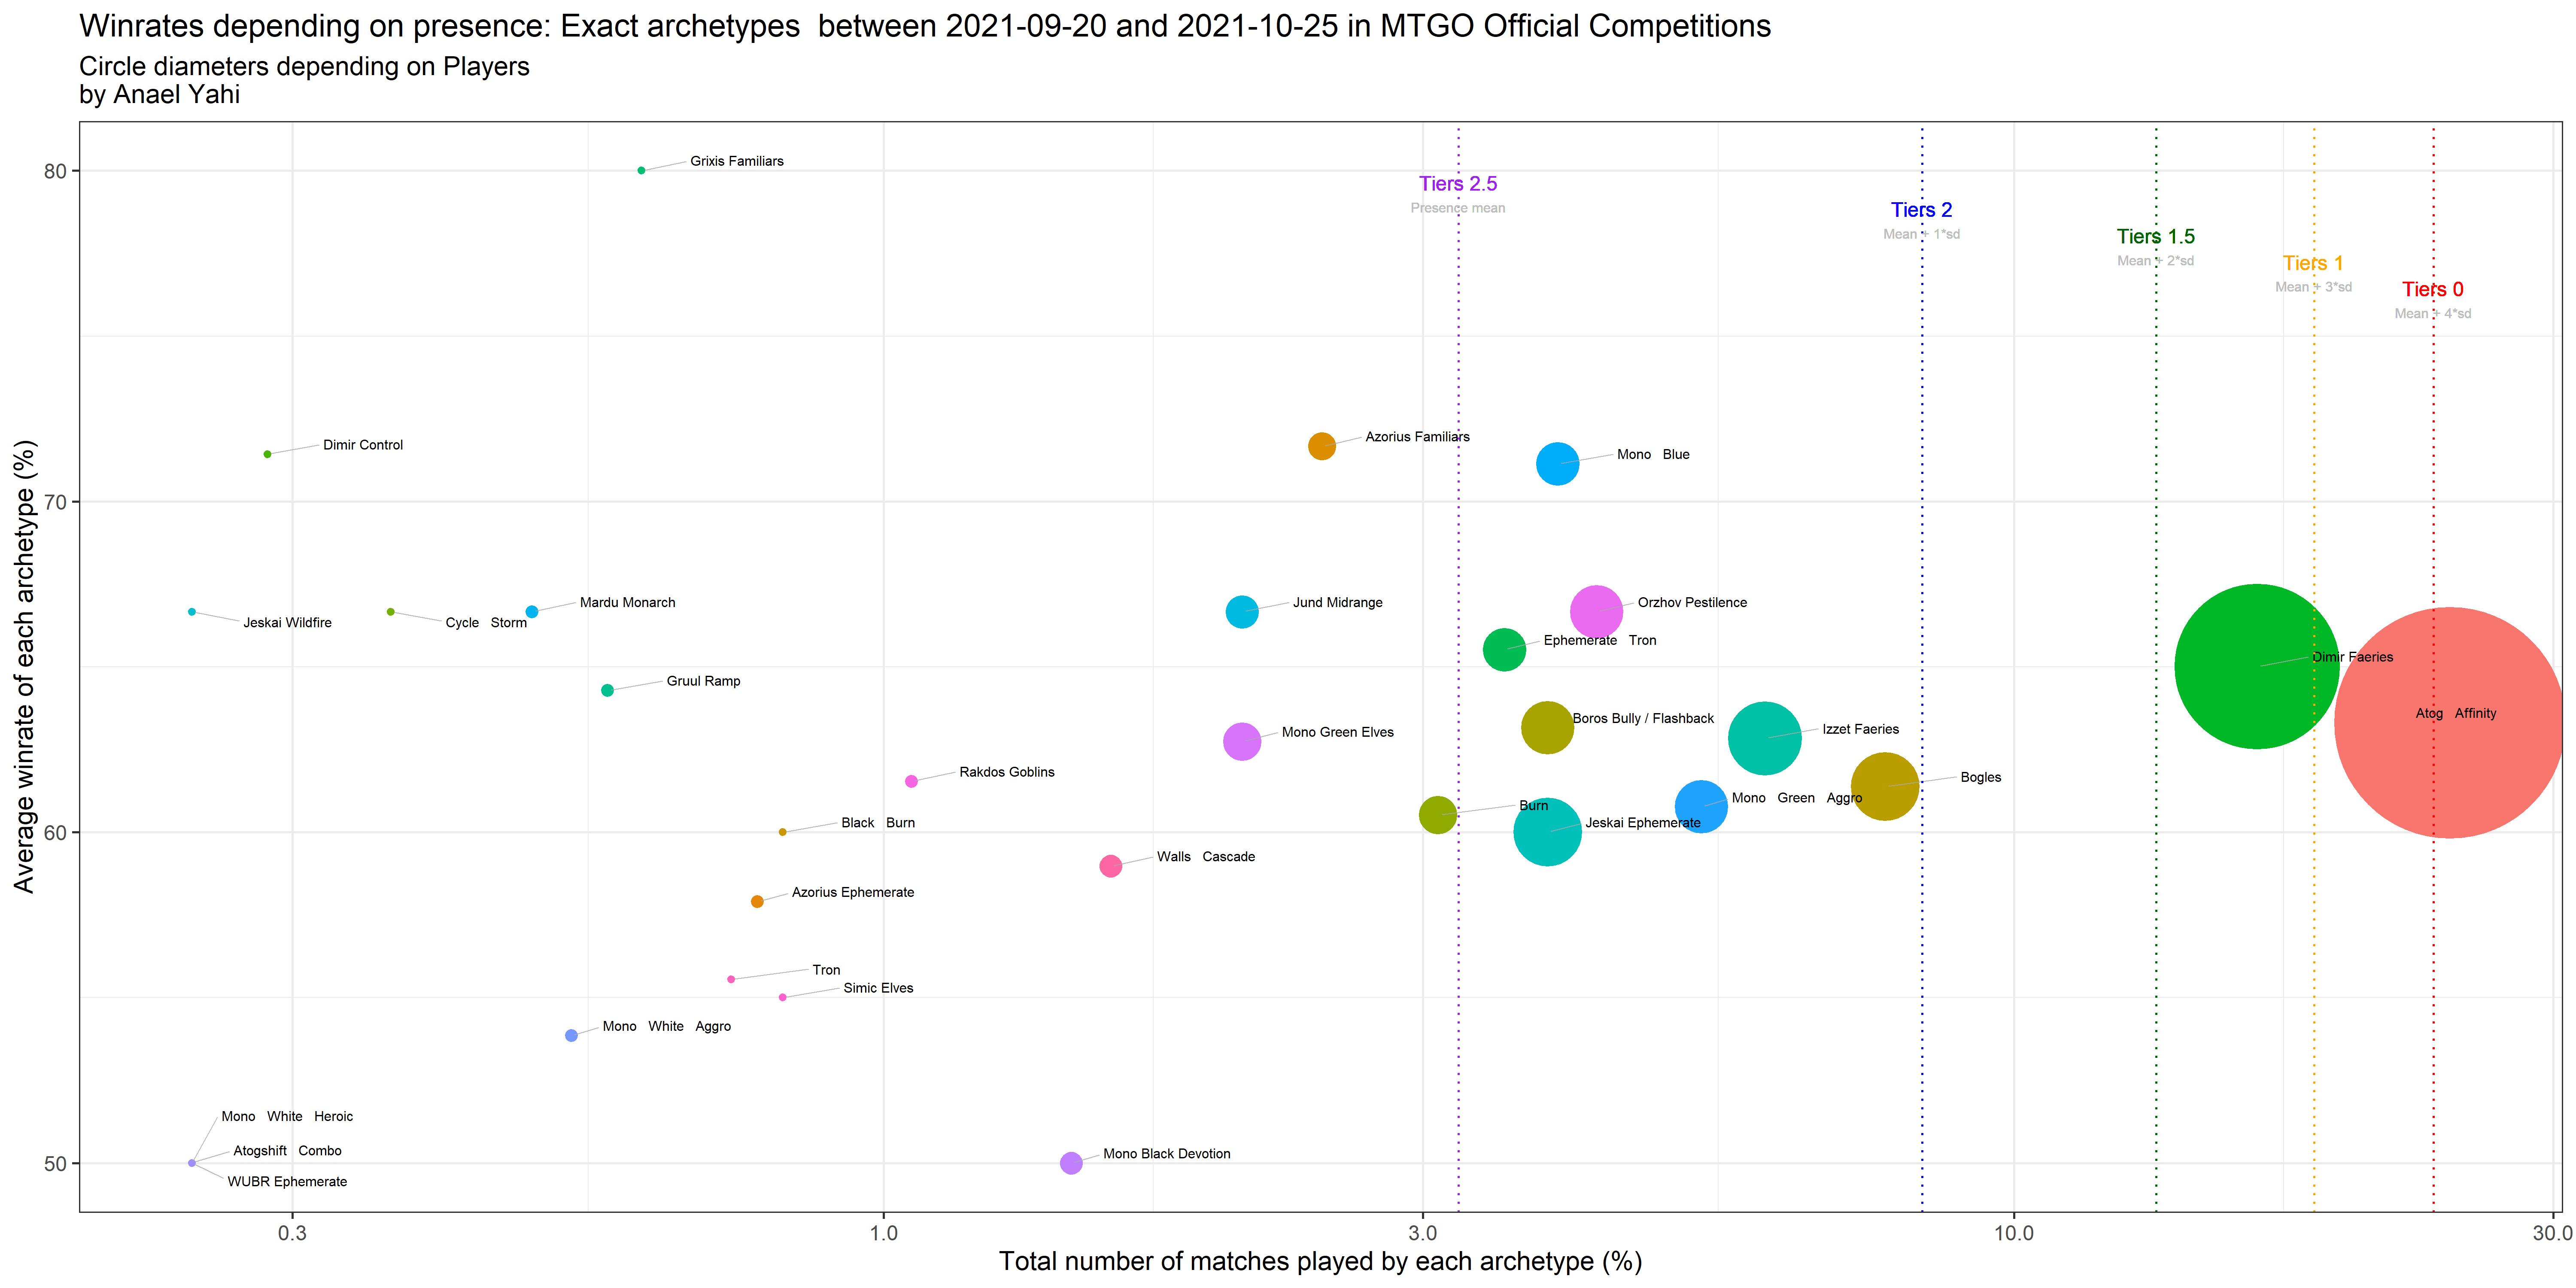 Winrates depending on presence: Exact archetypes  between 2021-09-20 and 2021-10-25 in MTGO Official Competitions
Circle diameters depending on Players
by Anael Yahi
Average winrate of each archetype (%)
80
70
60
50
Grixis Familiars
Tiers 2.5
Presence mean
Tiers 2
Mean + 1*sd
Tiers 1.5
Mean + 2*sd
Tiers 1
Mean + 3*sd
Tiers 0
Mean + 4*sd
Dimir Control
Azorius Familiars
Mono   Blue
Jeskai Wildfire
Cycle   Storm
Mardu Monarch
Jund Midrange
Orzhov Pestilence
Ephemerate   Tron
Dimir Faeries
Gruul Ramp
Atog   Affinity
Boros Bully / Flashback
Mono Green Elves
Izzet Faeries
Rakdos Goblins
Bogles
Mono   Green   Aggro
Burn
Black   Burn
Jeskai Ephemerate
Walls   Cascade
Azorius Ephemerate
Tron
Simic Elves
Mono   White   Aggro
Mono   White   Heroic
Atogshift   Combo
WUBR Ephemerate
Mono Black Devotion
0.3
1.0
3.0
10.0
30.0
Total number of matches played by each archetype (%)